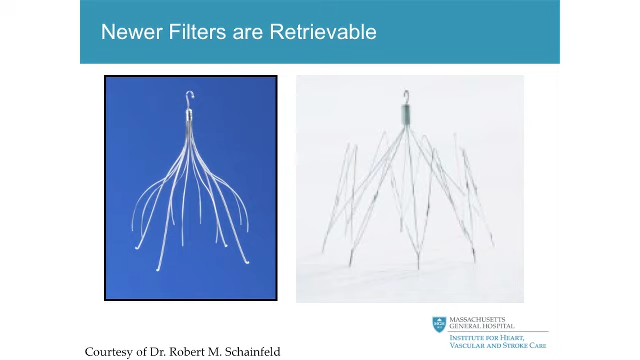 Newer Filters are Retrievable
MASSACHUSETTS
GENERAL HOSPITAL
INSTITUTE FOR HEART,
VASCULAR AND STROKE CARE
Courtesy of Dr. Robert M. Schainfeld